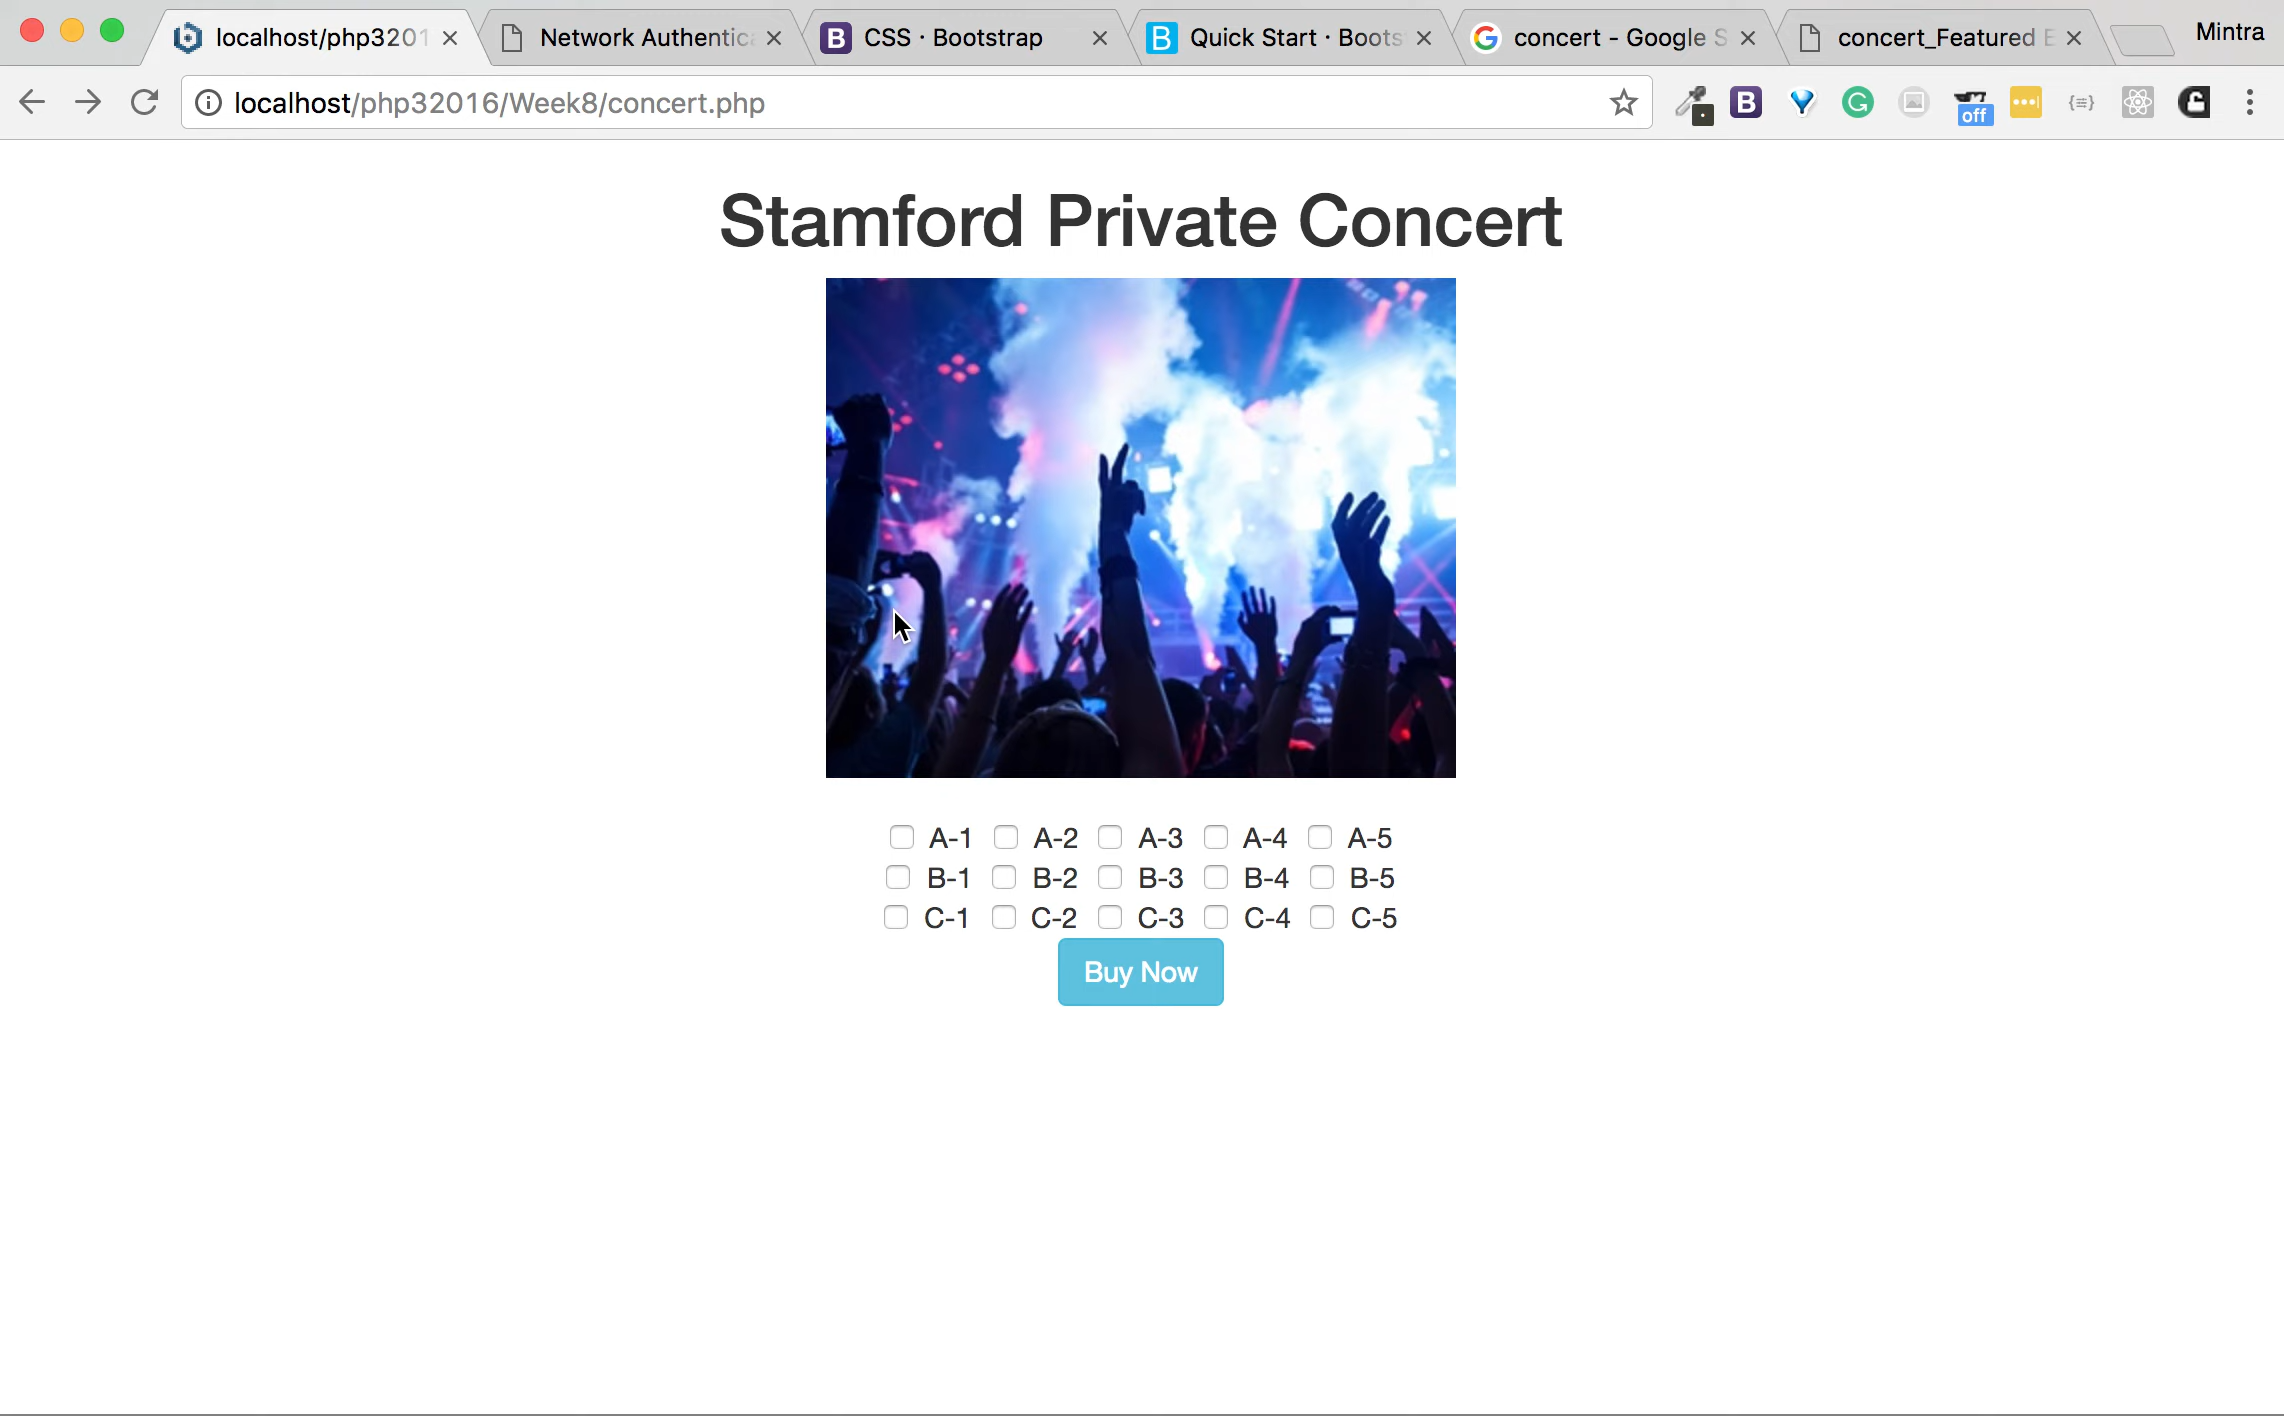 localhost/php3201
Network Authentic
CSS · Bootstrap
Quick Start · Boots
concert - Google S
concert_Featured E
Mintra
localhost/php32016/Week8/concert.php
off
Stamford Private Concert
A-1 A-2 A-3 A-4 A-5
B-1 B-2 B-3 B-4 B-5
C-1 C-2 C-3 C-4 C-5
Buy Now